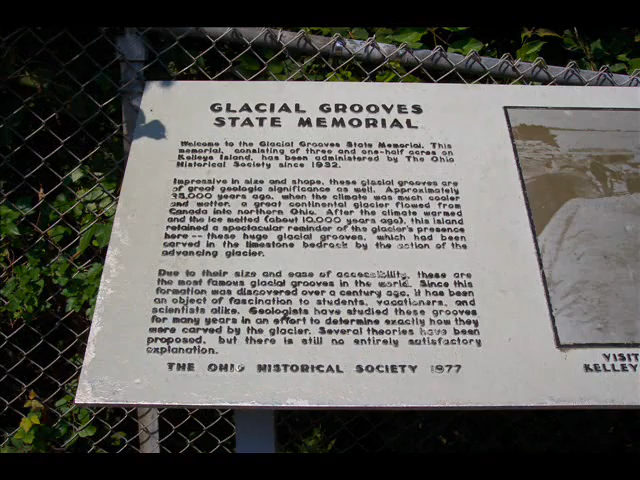 GLACIAL GROOVES
STATE MEMORIAL
Welcome to the Glacial Grooves State Memorial. This
memorial, consisting of three and one-half acres on
Kelleys Island, has been administered by The Ohio
Historical Society since 1932.
Impressive in size and shape, these glacial grooves are
of great geologic significance as well. Approximately
25,000 years ago, when the climate was much cooler
and wetter, a great continental glacier flowed from
Canada into northern Ohio. After the climate warmed
and the ice melted (about 10,000 years ago), this island
retained a spectacular reminder of the glacier's presence
here -- these huge glacial grooves, which had been
carved in the limestone bedrock by the action of the
advancing glacier.
Due to their size and ease of accessibility, these are
the most famous glacial grooves in the world. Since this
formation was discovered over a century ago, it has been
an object of fascination to students, vacationers, and
scientists alike. Geologists have studied these grooves
for many years in an effort to determine exactly how they
were carved by the glacier. Several theories have been
proposed, but there is still no entirely satisfactory
explanation.
THE OHIO HISTORICAL SOCIETY 1977
VISIT
KELLEY